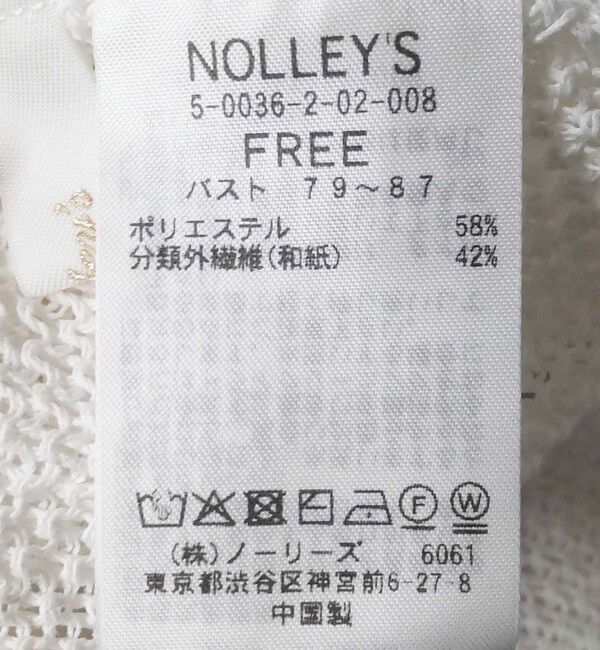 NOLLEY'S
5-0036-2-02-008
FREE
バスト 79～87
ポリエステル 58%
分類外繊維(和紙) 42%
F W
(株)ノーリーズ 6061
東京都渋谷区神宮前6-27-8
中国製